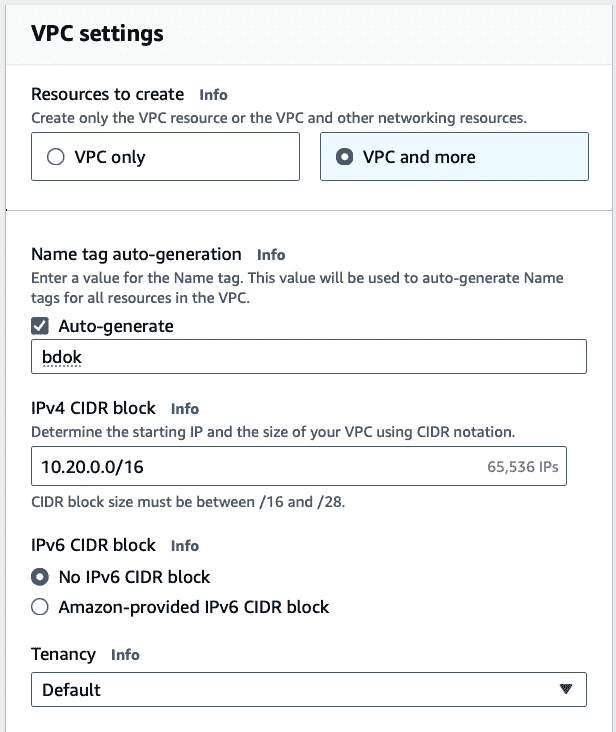 VPC settings
Resources to create Info
Create only the VPC resource or the VPC and other networking resources.
VPC only
VPC and more
Name tag auto-generation Info
Enter a value for the Name tag. This value will be used to auto-generate Name
tags for all resources in the VPC.
Auto-generate
bdok
IPv4 CIDR block Info
Determine the starting IP and the size of your VPC using CIDR notation.
10.20.0.0/16 65,536 IPs
CIDR block size must be between /16 and /28.
IPv6 CIDR block Info
No IPv6 CIDR block
Amazon-provided IPv6 CIDR block
Tenancy Info
Default